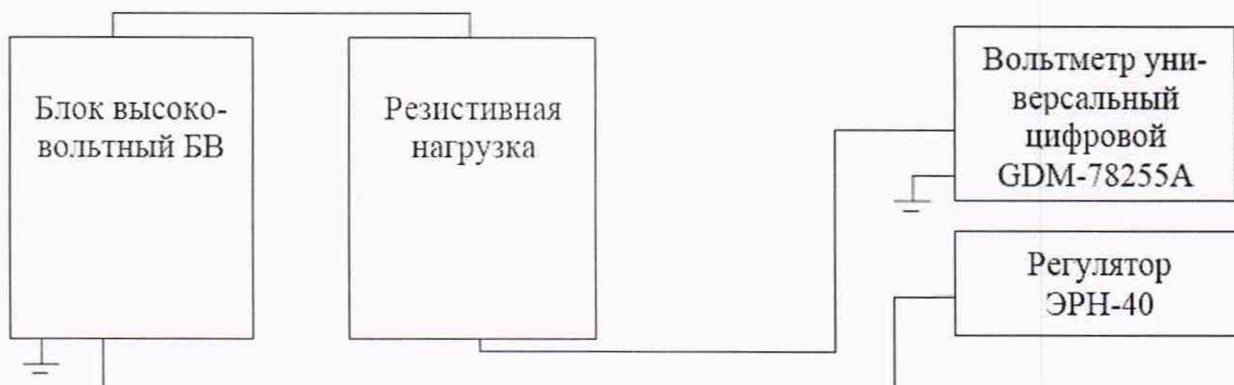 Блок высоко-
вольтный БВ
Резистивная
нагрузка
Вольтметр уни-
версальный
цифровой
GDM-78255A
Регулятор
ЭРН-40